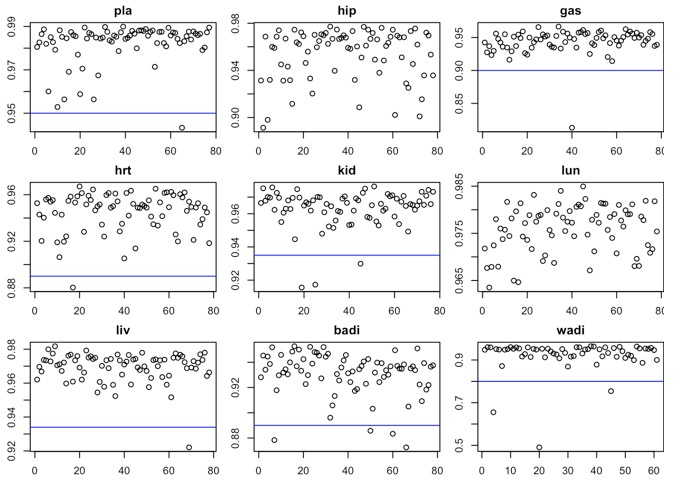 pla
hip
gas
0.95 0.97 0.99
0.90 0.94 0.98
0.85 0.90 0.95
0 20 40 60 80
0 20 40 60 80
0 20 40 60 80
hrt
kid
lun
0.88 0.92 0.96
0.92 0.94 0.96
0.965 0.975 0.985
0 20 40 60 80
0 20 40 60 80
0 20 40 60 80
liv
badi
wadi
0.92 0.94 0.96 0.98
0.88 0.92
0.5 0.7 0.9
0 20 40 60 80
0 20 40 60 80
0 10 20 30 40 50 60